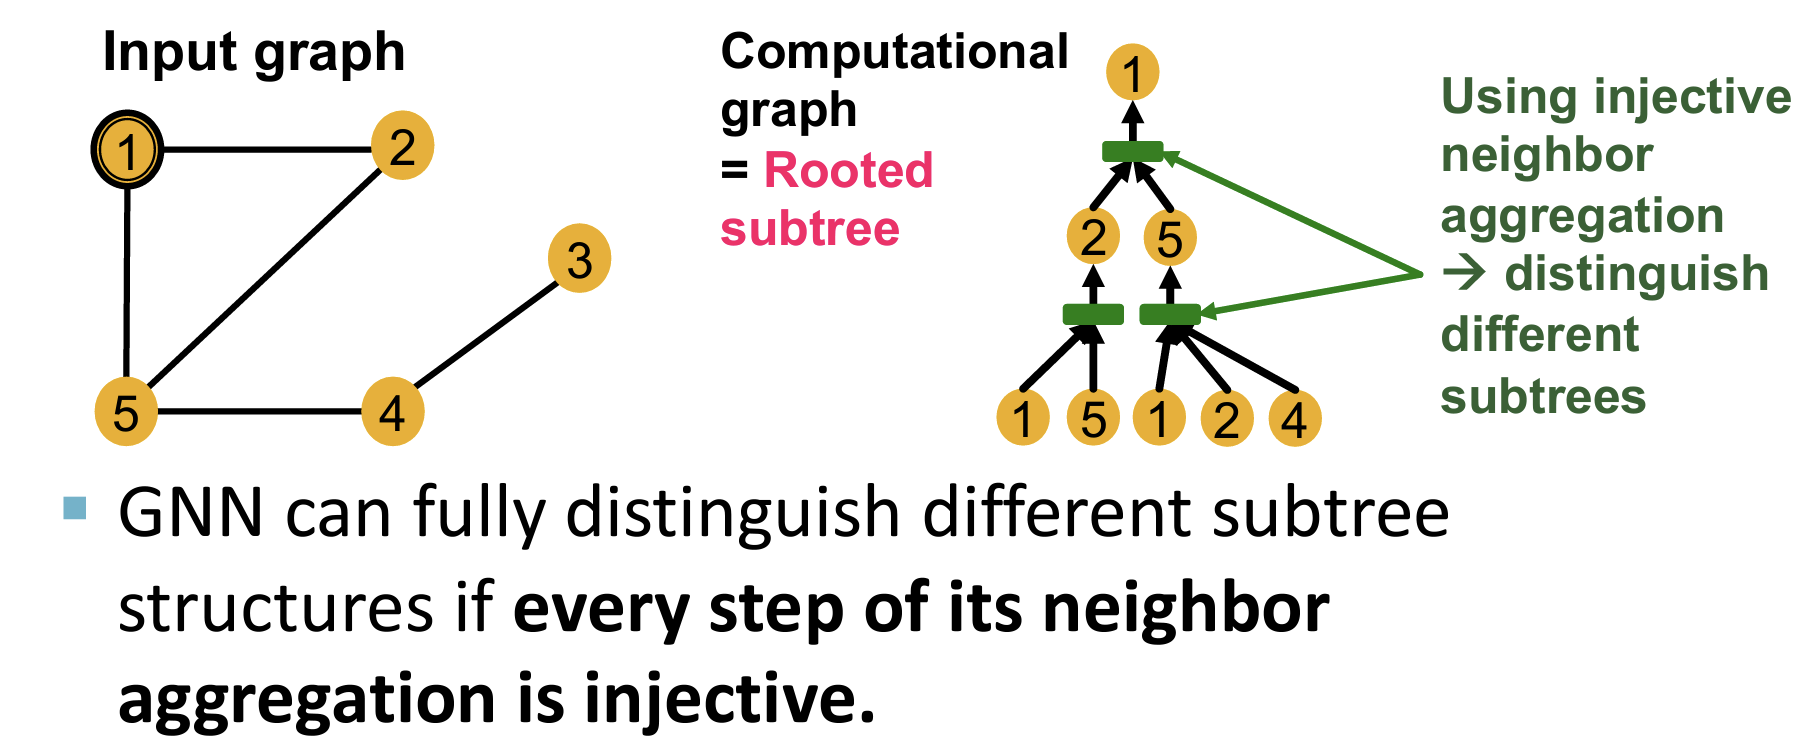 Input graph
1
2
3
5
4
Computational
graph
= Rooted
subtree
1
2 5
1 5 1 2 4
Using injective
neighbor
aggregation
→ distinguish
different
subtrees
▪ GNN can fully distinguish different subtree
structures if every step of its neighbor
aggregation is injective.